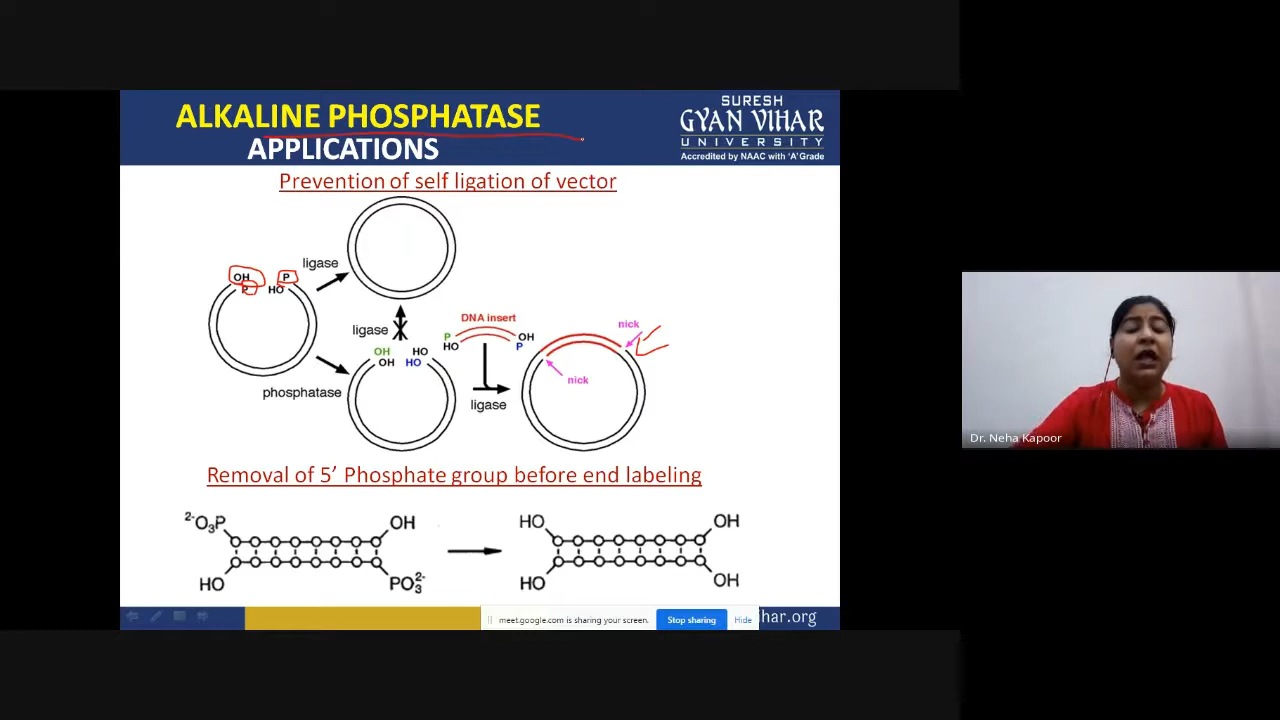 ALKALINE PHOSPHATASE
APPLICATIONS
SURESH
GYAN VIHAR
UNIVERSITY
Accredited by NAAC with 'A' Grade
Prevention of self ligation of vector
OH P
P HO
ligase
ligase
phosphatase
OH HO
OH HO
DNA insert
P OH
HO P
ligase
nick
nick
Removal of 5’ Phosphate group before end labeling
2-O3P OH
HO PO3 2-
HO OH
HO OH
meet.google.com is sharing your screen. Stop sharing Hide
ihar.org
Dr. Neha Kapoor